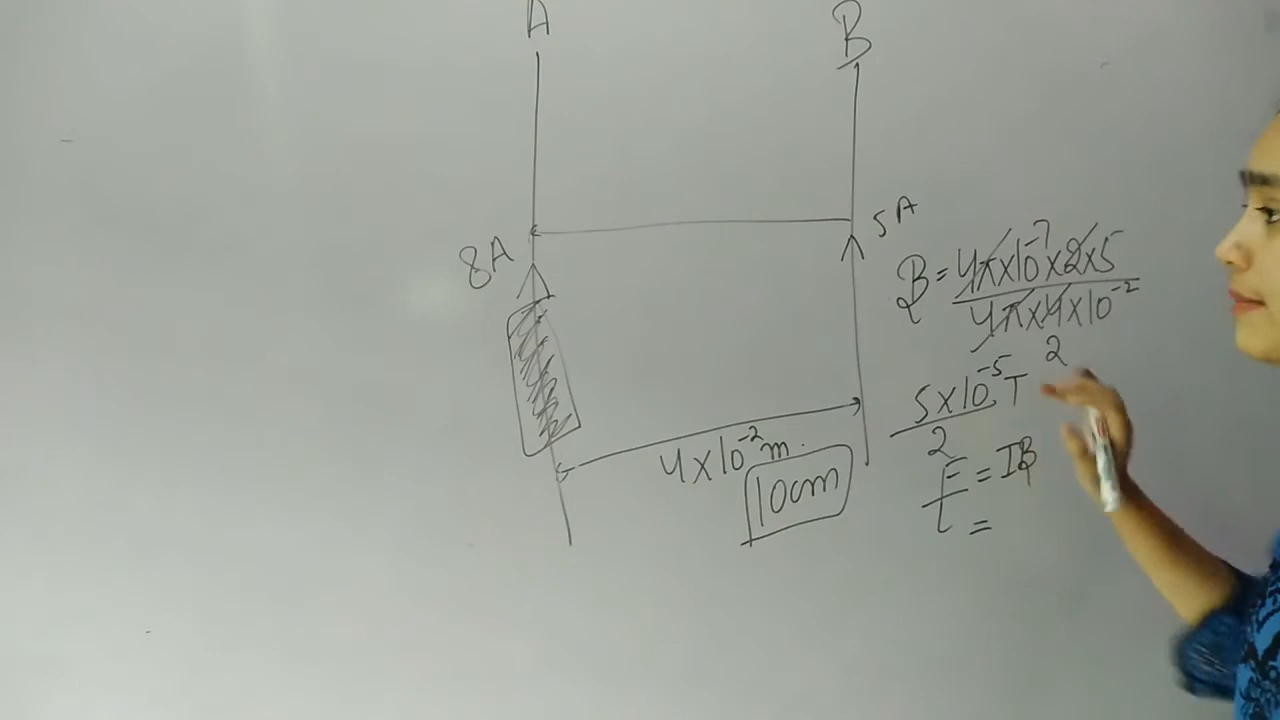 A
B
5A
8A
B = 4π×10⁻⁷×2×5
4π×4×10⁻²
2
5×10⁻⁵ T
2
4×10⁻² m.
10cm
F = IB
l =